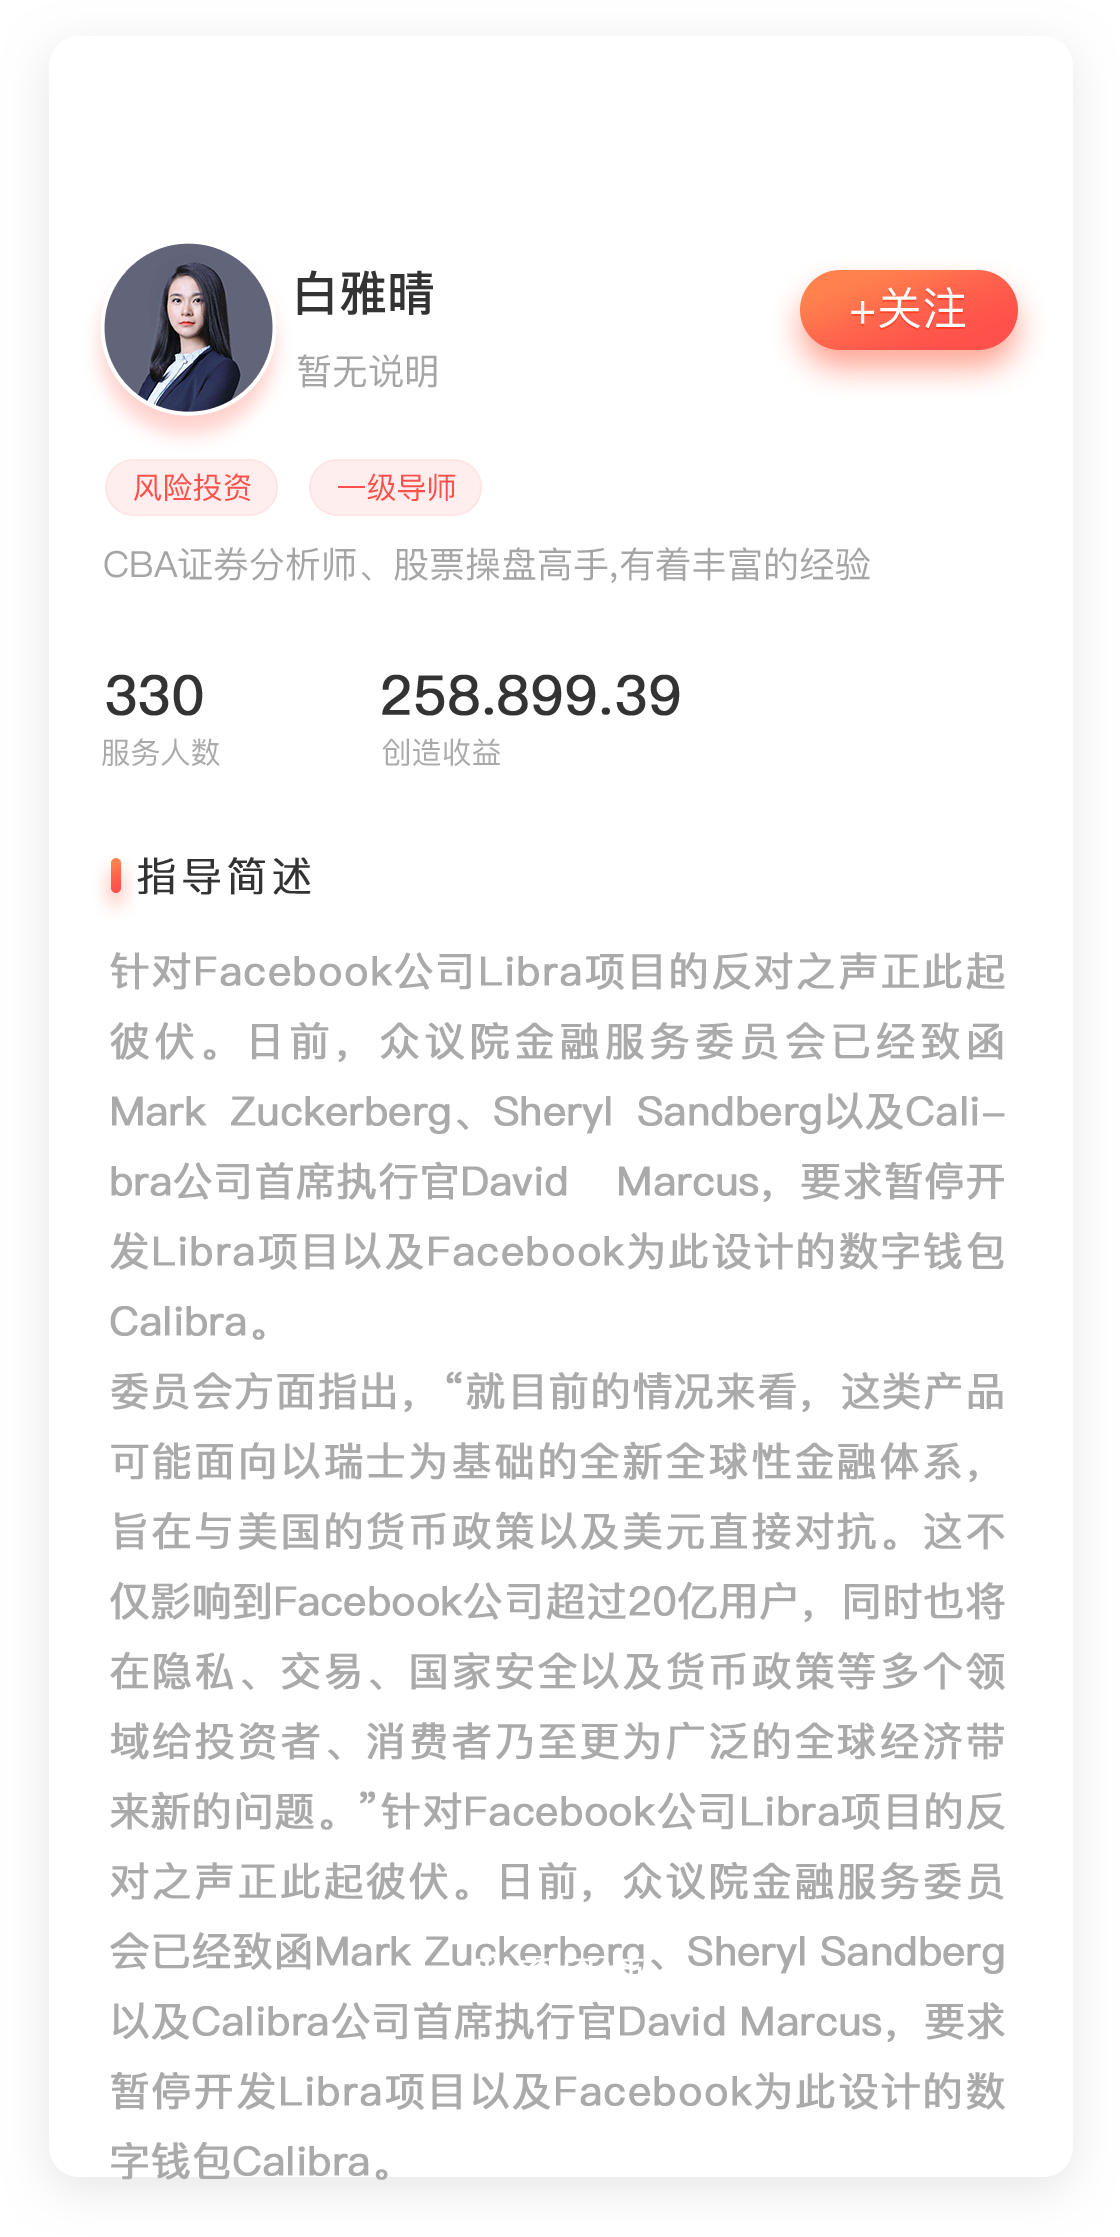 白雅晴
+关注
暂无说明
风险投资 一级导师
CBA证券分析师、股票操盘高手,有着丰富的经验
330 258.899.39
服务人数 创造收益
指导简述
针对Facebook公司Libra项目的反对之声正此起
彼伏。日前，众议院金融服务委员会已经致函
Mark Zuckerberg、Sheryl Sandberg以及Cali-
bra公司首席执行官David Marcus，要求暂停开
发Libra项目以及Facebook为此设计的数字钱包
Calibra。
委员会方面指出，“就目前的情况来看，这类产品
可能面向以瑞士为基础的全新全球性金融体系，
旨在与美国的货币政策以及美元直接对抗。这不
仅影响到Facebook公司超过20亿用户，同时也将
在隐私、交易、国家安全以及货币政策等多个领
域给投资者、消费者乃至更为广泛的全球经济带
来新的问题。”针对Facebook公司Libra项目的反
对之声正此起彼伏。日前，众议院金融服务委员
会已经致函Mark Zuckerberg、Sheryl Sandberg
以及Calibra公司首席执行官David Marcus，要求
暂停开发Libra项目以及Facebook为此设计的数
字钱包Calibra。